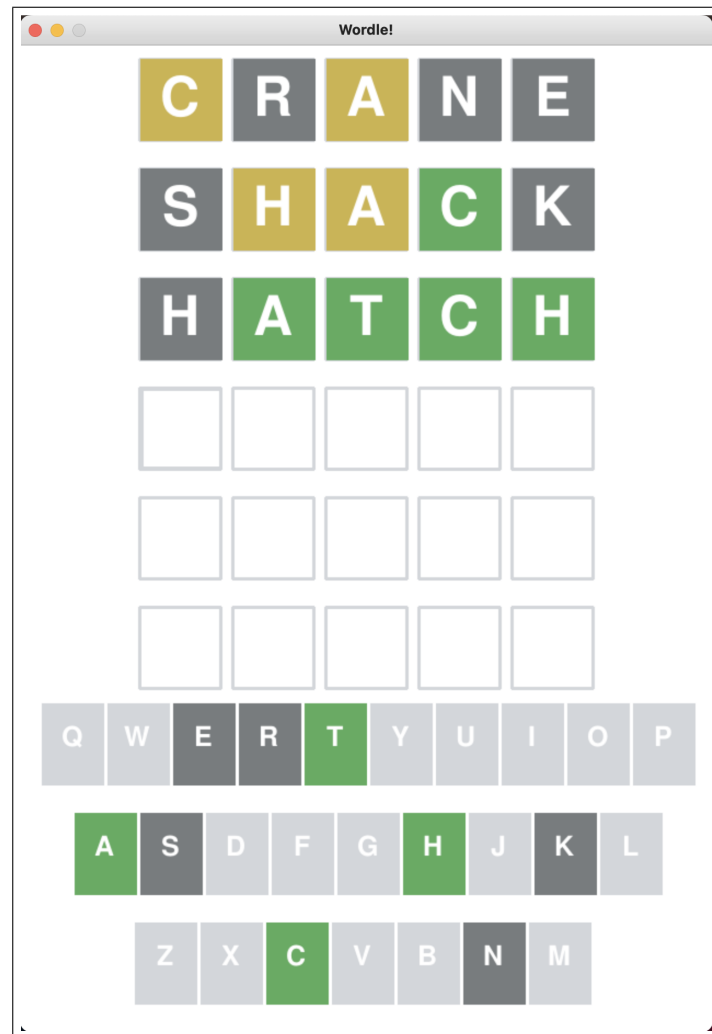 Wordle!
C R A N E
S H A C K
H A T C H
Q W E R T Y U I O P
A S D F G H J K L
Z X C V B N M